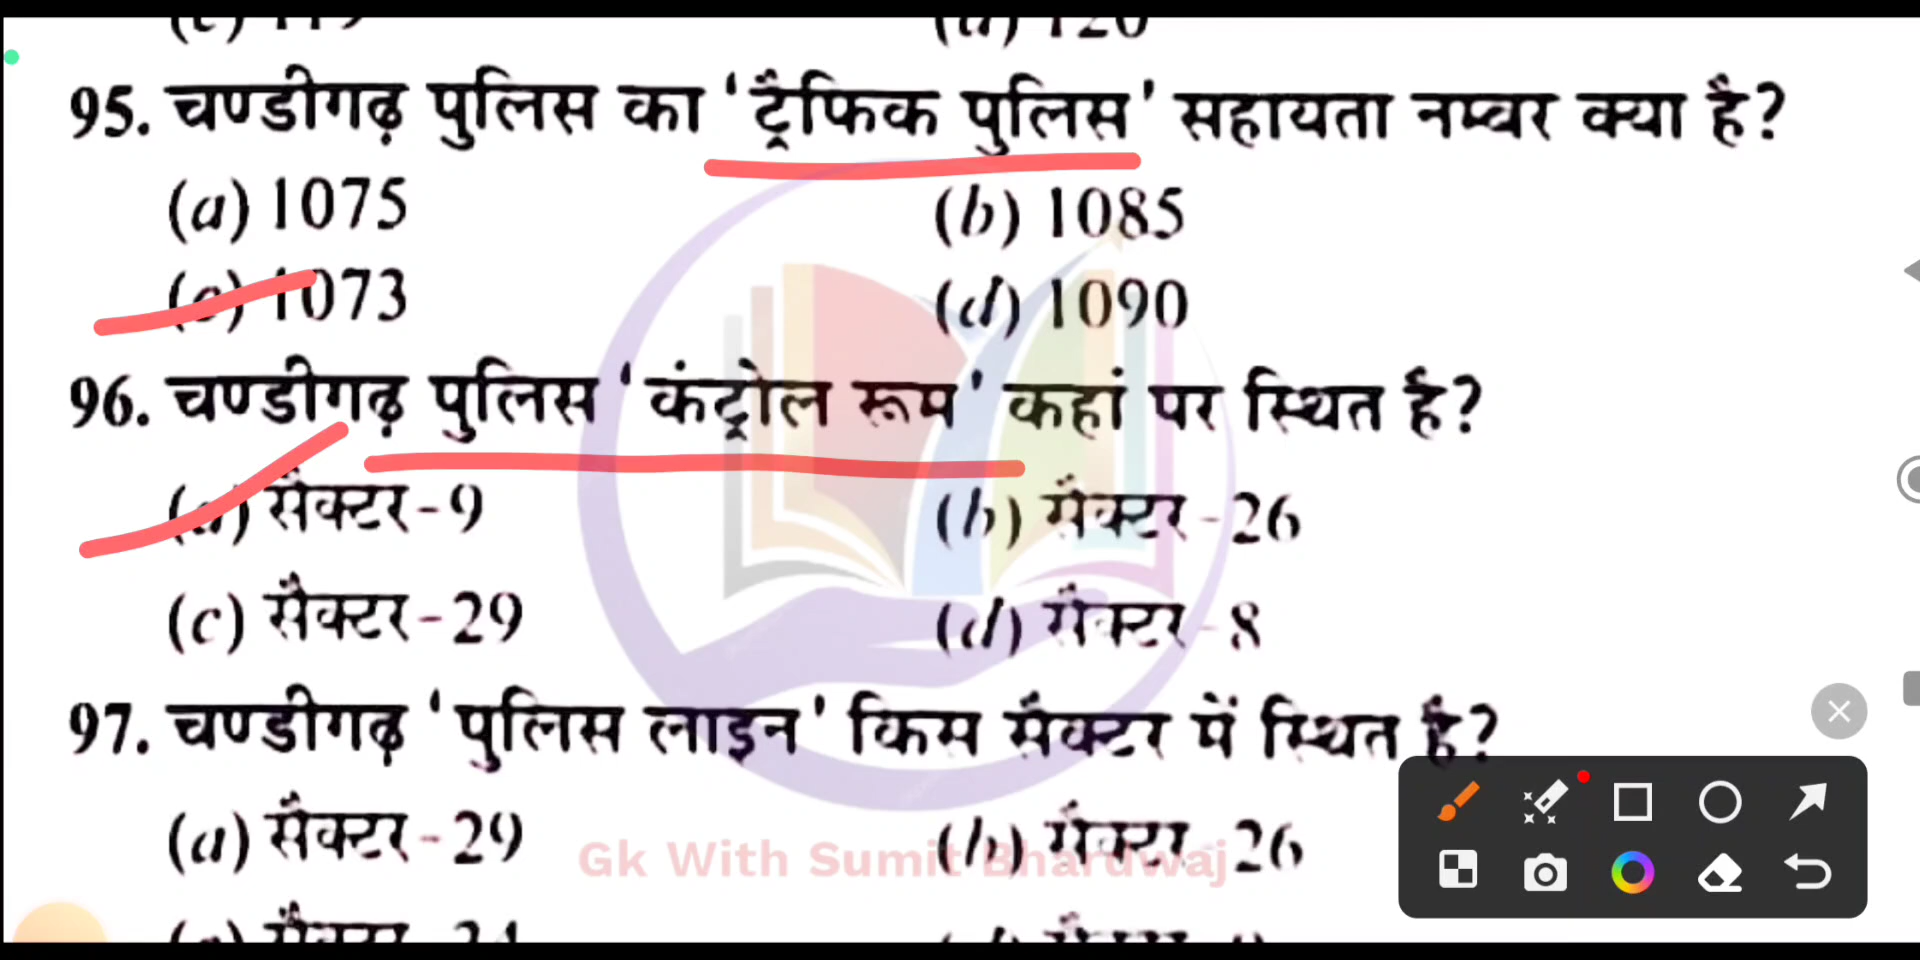 95. चण्डीगढ़ पुलिस का 'ट्रैफिक पुलिस' सहायता नम्बर क्या है?
(a) 1075 (b) 1085
(c) 1073 (d) 1090
96. चण्डीगढ़ पुलिस 'कंट्रोल रूम' कहां पर स्थित है?
(a) सैक्टर-9 (b) सैक्टर-26
(c) सैक्टर-29 (d) सैक्टर-8
97. चण्डीगढ़ 'पुलिस लाइन' किस सैक्टर में स्थित है?
(a) सैक्टर-29 (b) सैक्टर-26
Gk With Sumit Bhardwaj